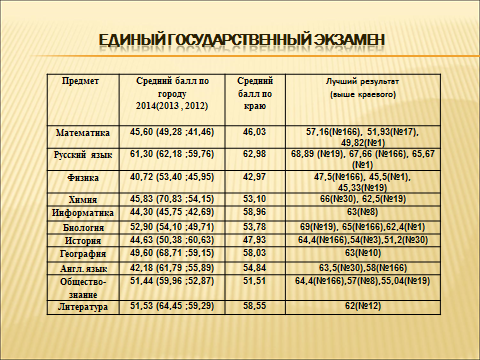 ЕДИНЫЙ ГОСУДАРСТВЕННЫЙ ЭКЗАМЕН
Предмет Средний балл по городу 2014(2013 , 2012) Средний балл по краю Лучший результат (выше краевого)
Математика 45,60 (49,28 ;41,46) 46,03 57,16(№166), 51,93(№17), 49,82(№1)
Русский язык 61,30 (62,18 ;59,76) 62,98 68,89 (№19), 67,66 (№166), 65,67 (№1)
Физика 40,72 (53,40 ;45,95) 42,97 47,5(№166), 45,5(№1), 45,33(№19)
Химия 45,83 (70,83 ;54,15) 53,10 66(№30), 62,5(№19)
Информатика 44,30 (45,75 ;42,69) 58,96 63(№8)
Биология 52,90 (54,10 ;49,71) 53,78 69(№19), 65(№166),62,4(№1)
История 44,63 (50,38 ;60,63) 47,93 64,4(№166),54(№3),51,2(№30)
География 49,60 (68,71 ;59,15) 58,03 63(№10)
Англ. язык 42,18 (61,79 ;55,89) 54,84 63,5(№30),58(№166)
Общество-знание 51,44 (59,96 ;52,87) 51,51 64,4(№166),57(№8),55,04(№19)
Литература 51,53 (64,45 ;59,29) 58,55 62(№12)